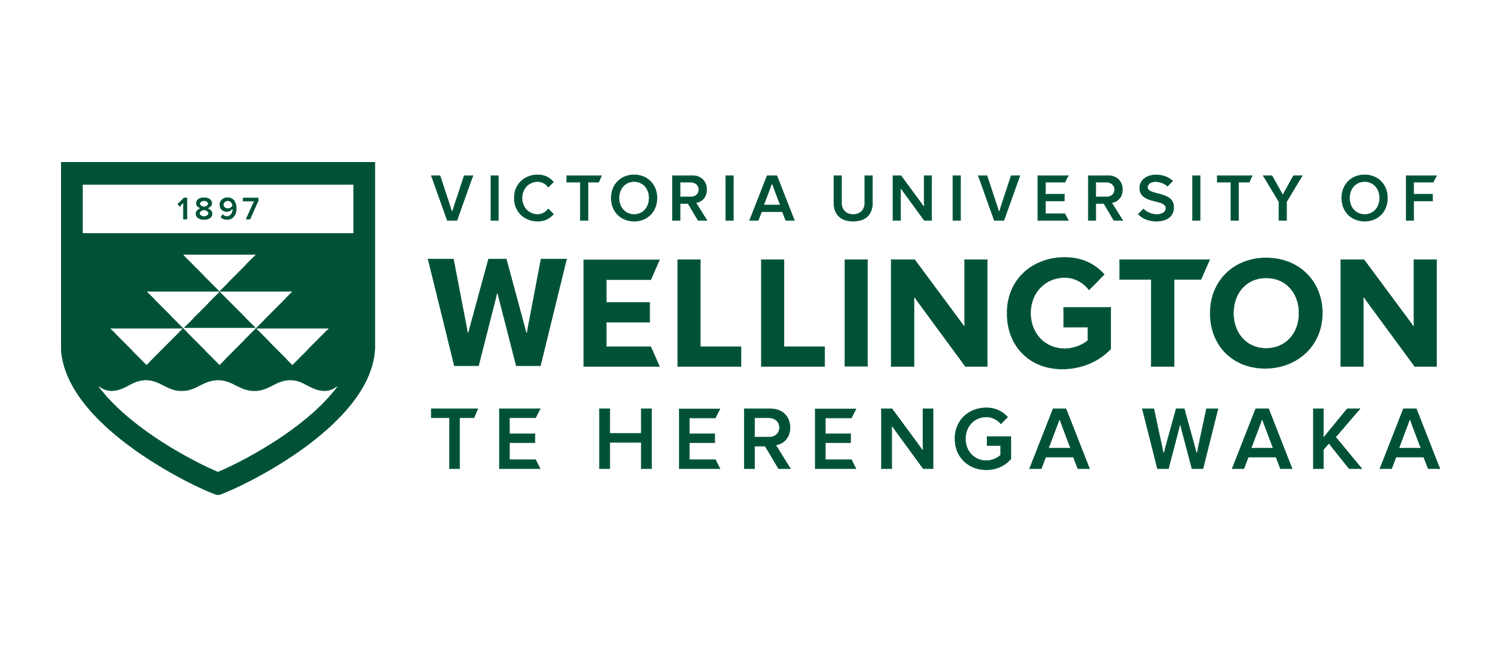 1897
VICTORIA UNIVERSITY OF
WELLINGTON
TE HERENGA WAKA